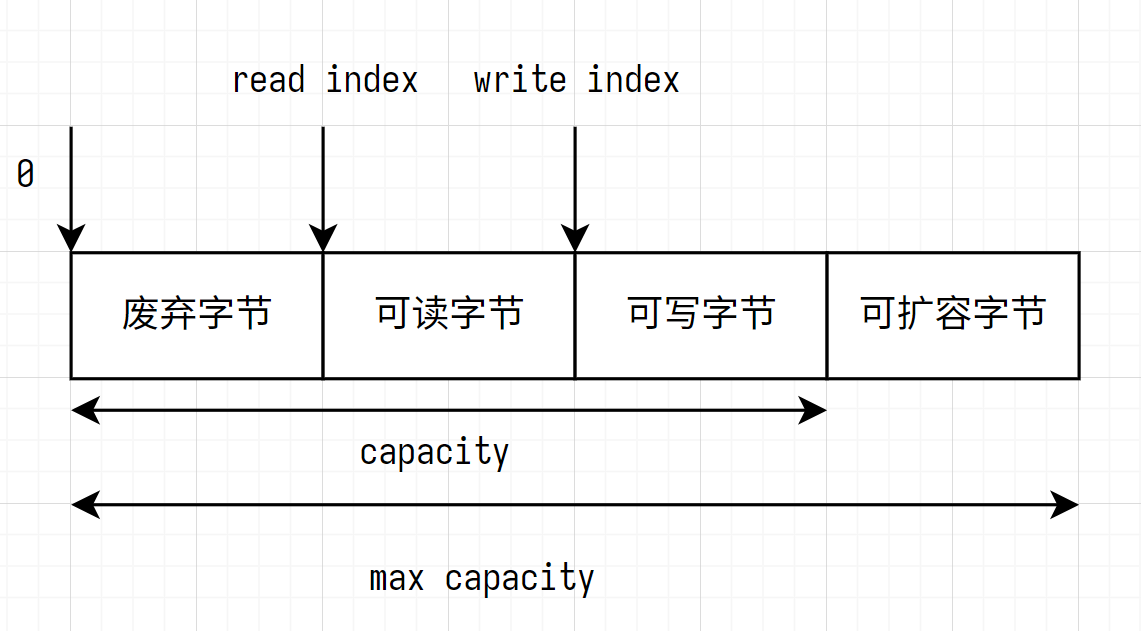 read index
write index
0
废弃字节
可读字节
可写字节
可扩容字节
capacity
max capacity